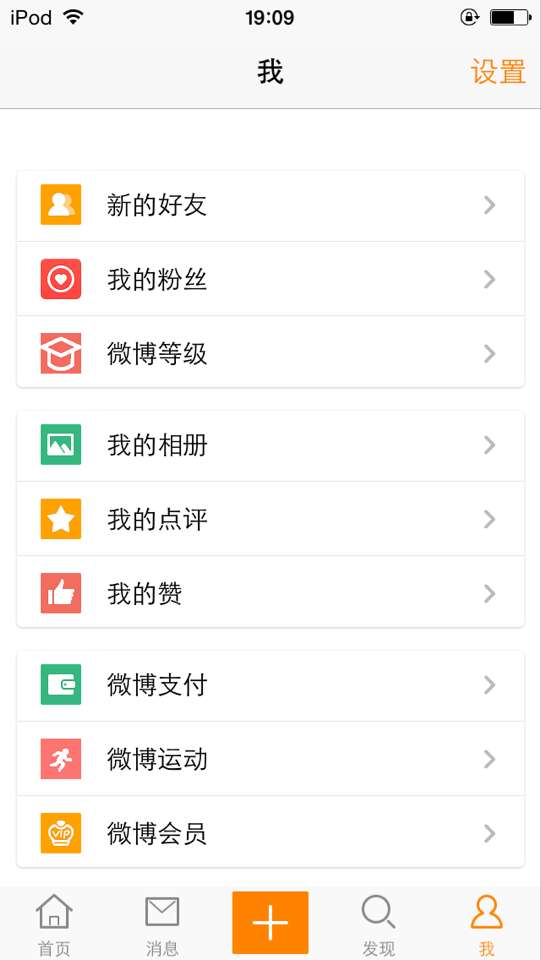 iPod 19:09
我 设置
新的好友
我的粉丝
微博等级
我的相册
我的点评
我的赞
微博支付
微博运动
VIP 微博会员
首页 消息 发现 我